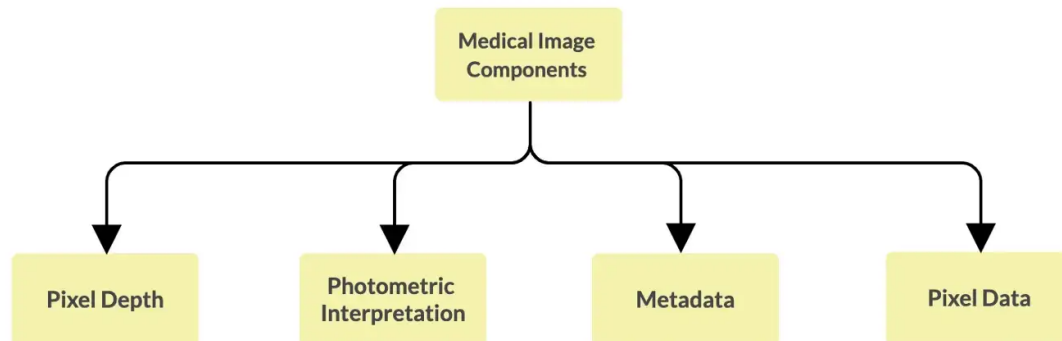 Medical Image
Components
Pixel Depth
Photometric
Interpretation
Metadata
Pixel Data